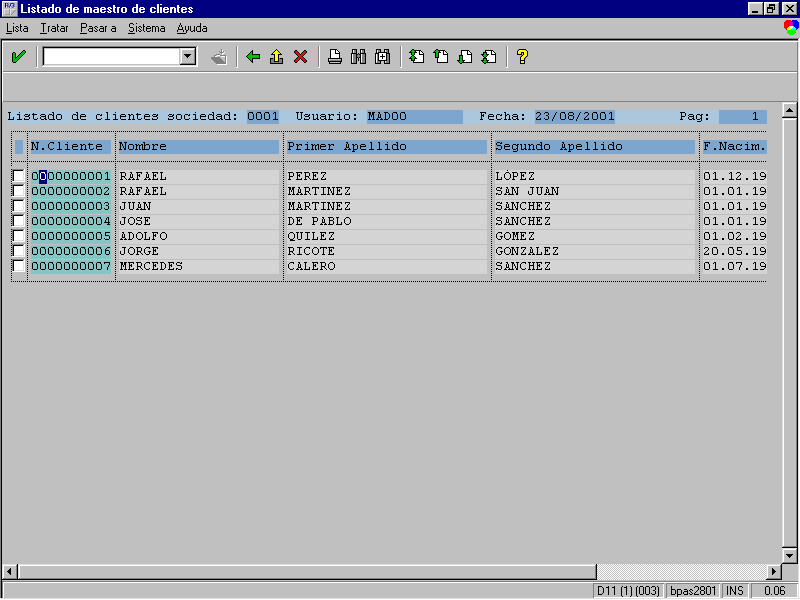 R/3
Listado de maestro de clientes
Lista Tratar Pasar a Sistema Ayuda
Listado de clientes sociedad: 0001 Usuario: MADOO Fecha: 23/08/2001 Pag: 1
N.Cliente Nombre Primer Apellido Segundo Apellido F.Nacim.
0000000001 RAFAEL PEREZ LÓPEZ 01.12.19
0000000002 RAFAEL MARTINEZ SAN JUAN 01.01.19
0000000003 JUAN MARTINEZ SANCHEZ 01.01.19
0000000004 JOSE DE PABLO SANCHEZ 01.01.19
0000000005 ADOLFO QUILEZ GOMEZ 01.02.19
0000000006 JORGE RICOTE GONZALEZ 20.05.19
0000000007 MERCEDES CALERO SANCHEZ 01.07.19
D11 (1) (003) bpas2801 INS 0.06